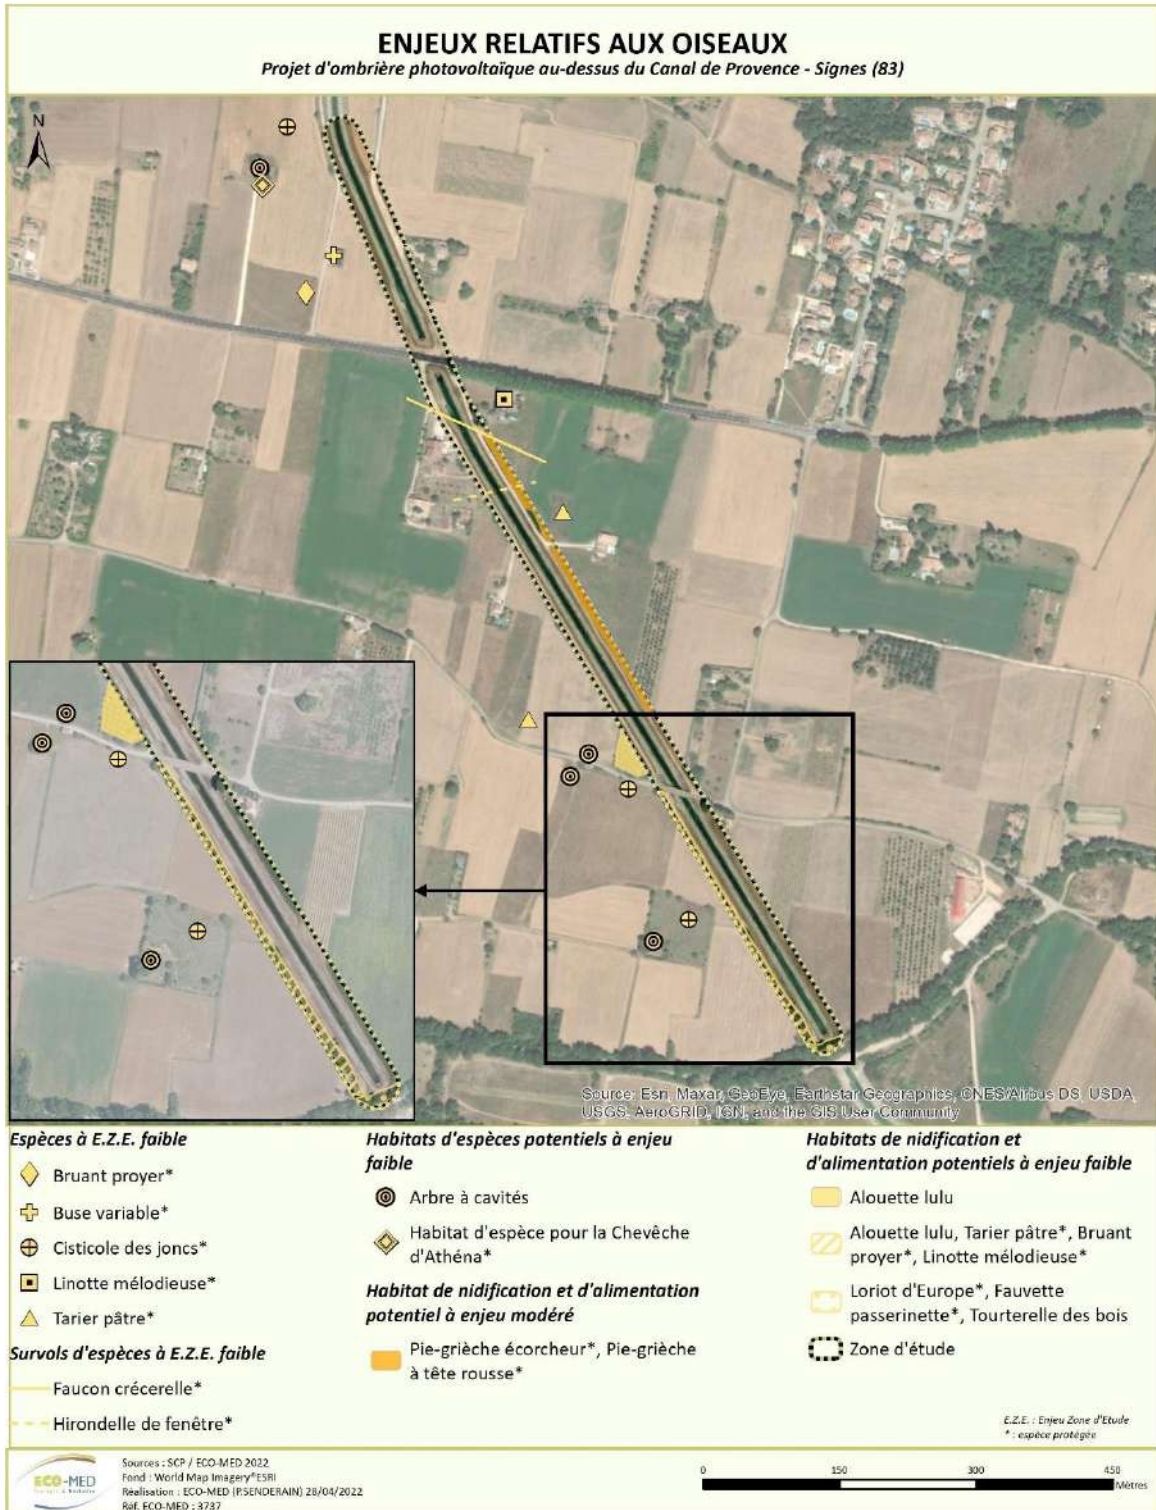 ENJEUX RELATIFS AUX OISEAUX
Projet d'ombrière photovoltaïque au-dessus du Canal de Provence - Signes (83)
N
Source: Esri, Maxar, GeoEye, Earthstar Geographics, CNES/Airbus DS, USDA,
USGS, AeroGRID, IGN, and the GIS User Community
Espèces à E.Z.E. faible
Bruant proyer*
Buse variable*
Cisticole des joncs*
Linotte mélodieuse*
Tarier pâtre*
Survols d'espèces à E.Z.E. faible
Faucon crécerelle*
Hirondelle de fenêtre*
Habitats d'espèces potentiels à enjeu
faible
Arbre à cavités
Habitat d'espèce pour la Chevêche
d'Athéna*
Habitat de nidification et d'alimentation
potentiel à enjeu modéré
Pie-grièche écorcheur*, Pie-grièche
à tête rousse*
Habitats de nidification et
d'alimentation potentiels à enjeu faible
Alouette lulu
Alouette lulu, Tarier pâtre*, Bruant
proyer*, Linotte mélodieuse*
Loriot d'Europe*, Fauvette
passerinette*, Tourterelle des bois
Zone d'étude
E.Z.E. : Enjeu Zone d'Etude
* : espèce protégée
ECO-MED
Sources : SCP / ECO-MED 2022
Fond : World Map Imagery®ESRI
Réalisation : ECO-MED (P.SENDERAIN) 28/04/2022
Réf. ECO-MED : 3737
0 150 300 450
Mètres